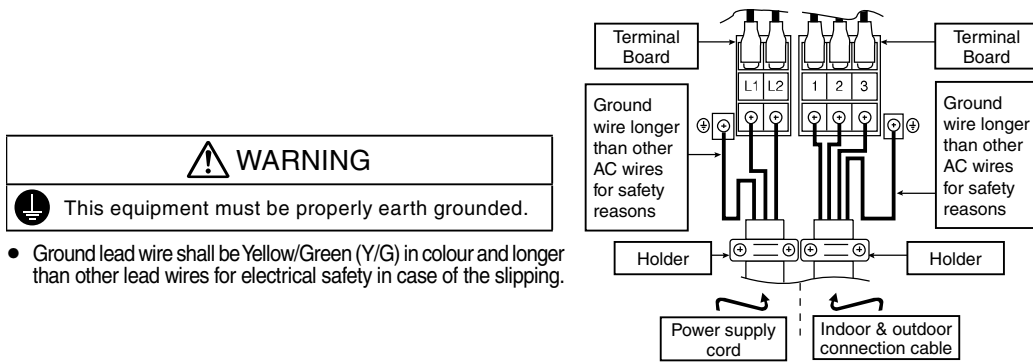 WARNING
This equipment must be properly earth grounded.
● Ground lead wire shall be Yellow/Green (Y/G) in colour and longer
than other lead wires for electrical safety in case of the slipping.
Terminal
Board
Terminal
Board
L1 L2
1 2 3
Ground
wire longer
than other
AC wires
for safety
reasons
Ground
wire longer
than other
AC wires
for safety
reasons
Holder
Holder
Power supply
cord
Indoor & outdoor
connection cable